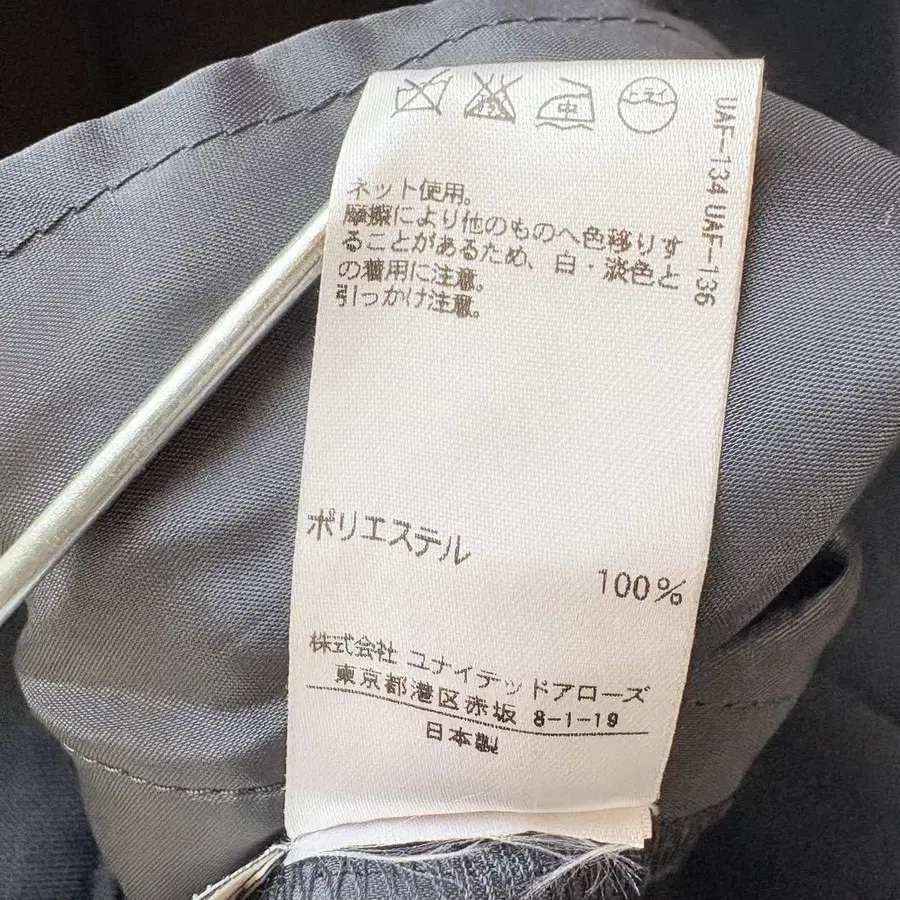 エンソ
中
ドライ
UAF-134 UAF-136
ネット使用。
摩擦により他のものへ色移りす
ることがあるため、白・淡色と
の着用に注意。
引っかけ注意。
ポリエステル
100%
株式会社 ユナイテッドアローズ
東京都港区赤坂 8-1-19
日本製